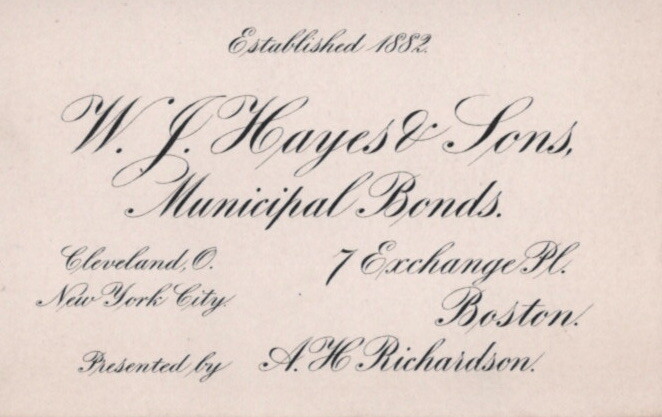 Established 1882.
W. J. Hayes & Sons,
Municipal Bonds.
Cleveland, O.
New York City.
7 Exchange Pl.
Boston.
Presented by A. H. Richardson.